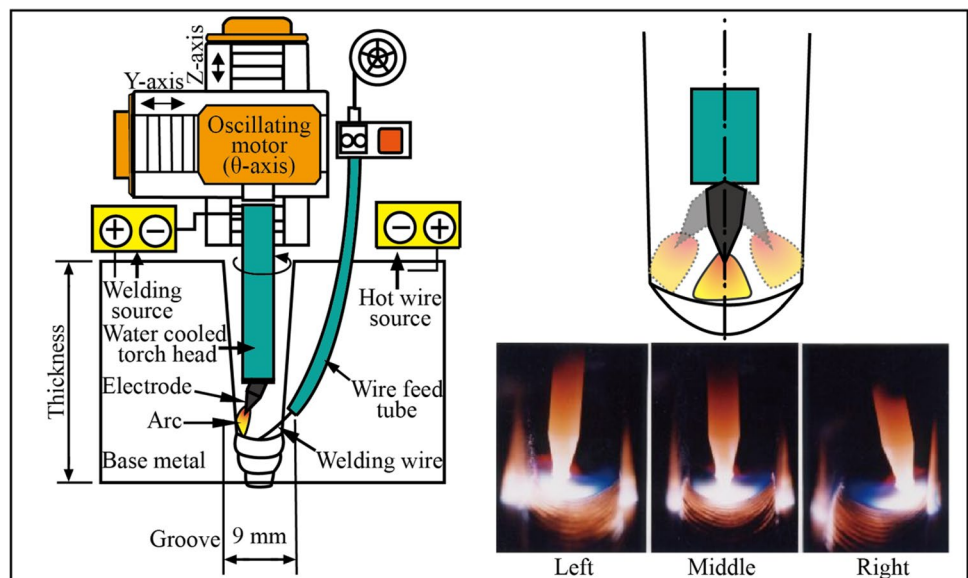 Z-axis
Y-axis
Oscillating
motor
(θ-axis)
+ −
− +
Welding
source
Hot wire
source
Water cooled
torch head
Thickness
Electrode
Wire feed
tube
Arc
Base metal
Welding wire
Groove
9 mm
Left
Middle
Right